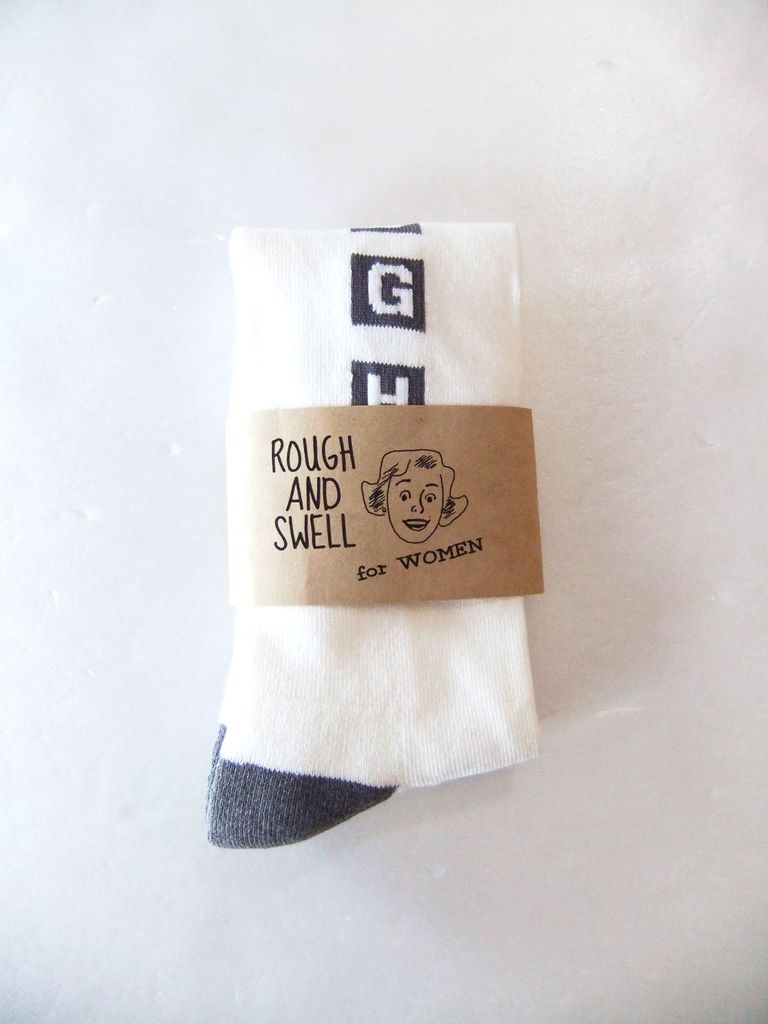 G
H
ROUGH
AND
SWELL
for WOMEN